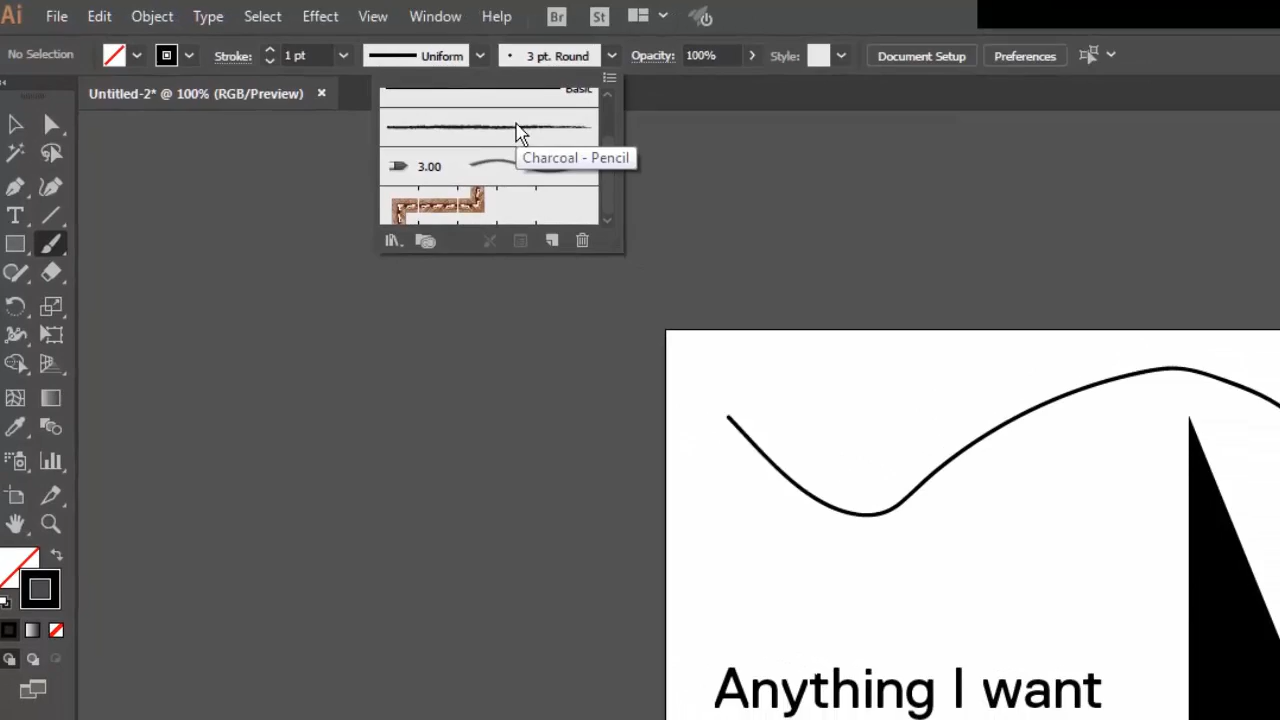 Ai File Edit Object Type Select Effect View Window Help Br St
No Selection Stroke: 1 pt Uniform 3 pt. Round Opacity: 100% Style: Document Setup Preferences
Untitled-2* @ 100% (RGB/Preview) ×
Basic
Charcoal - Pencil
3.00
Anything I want